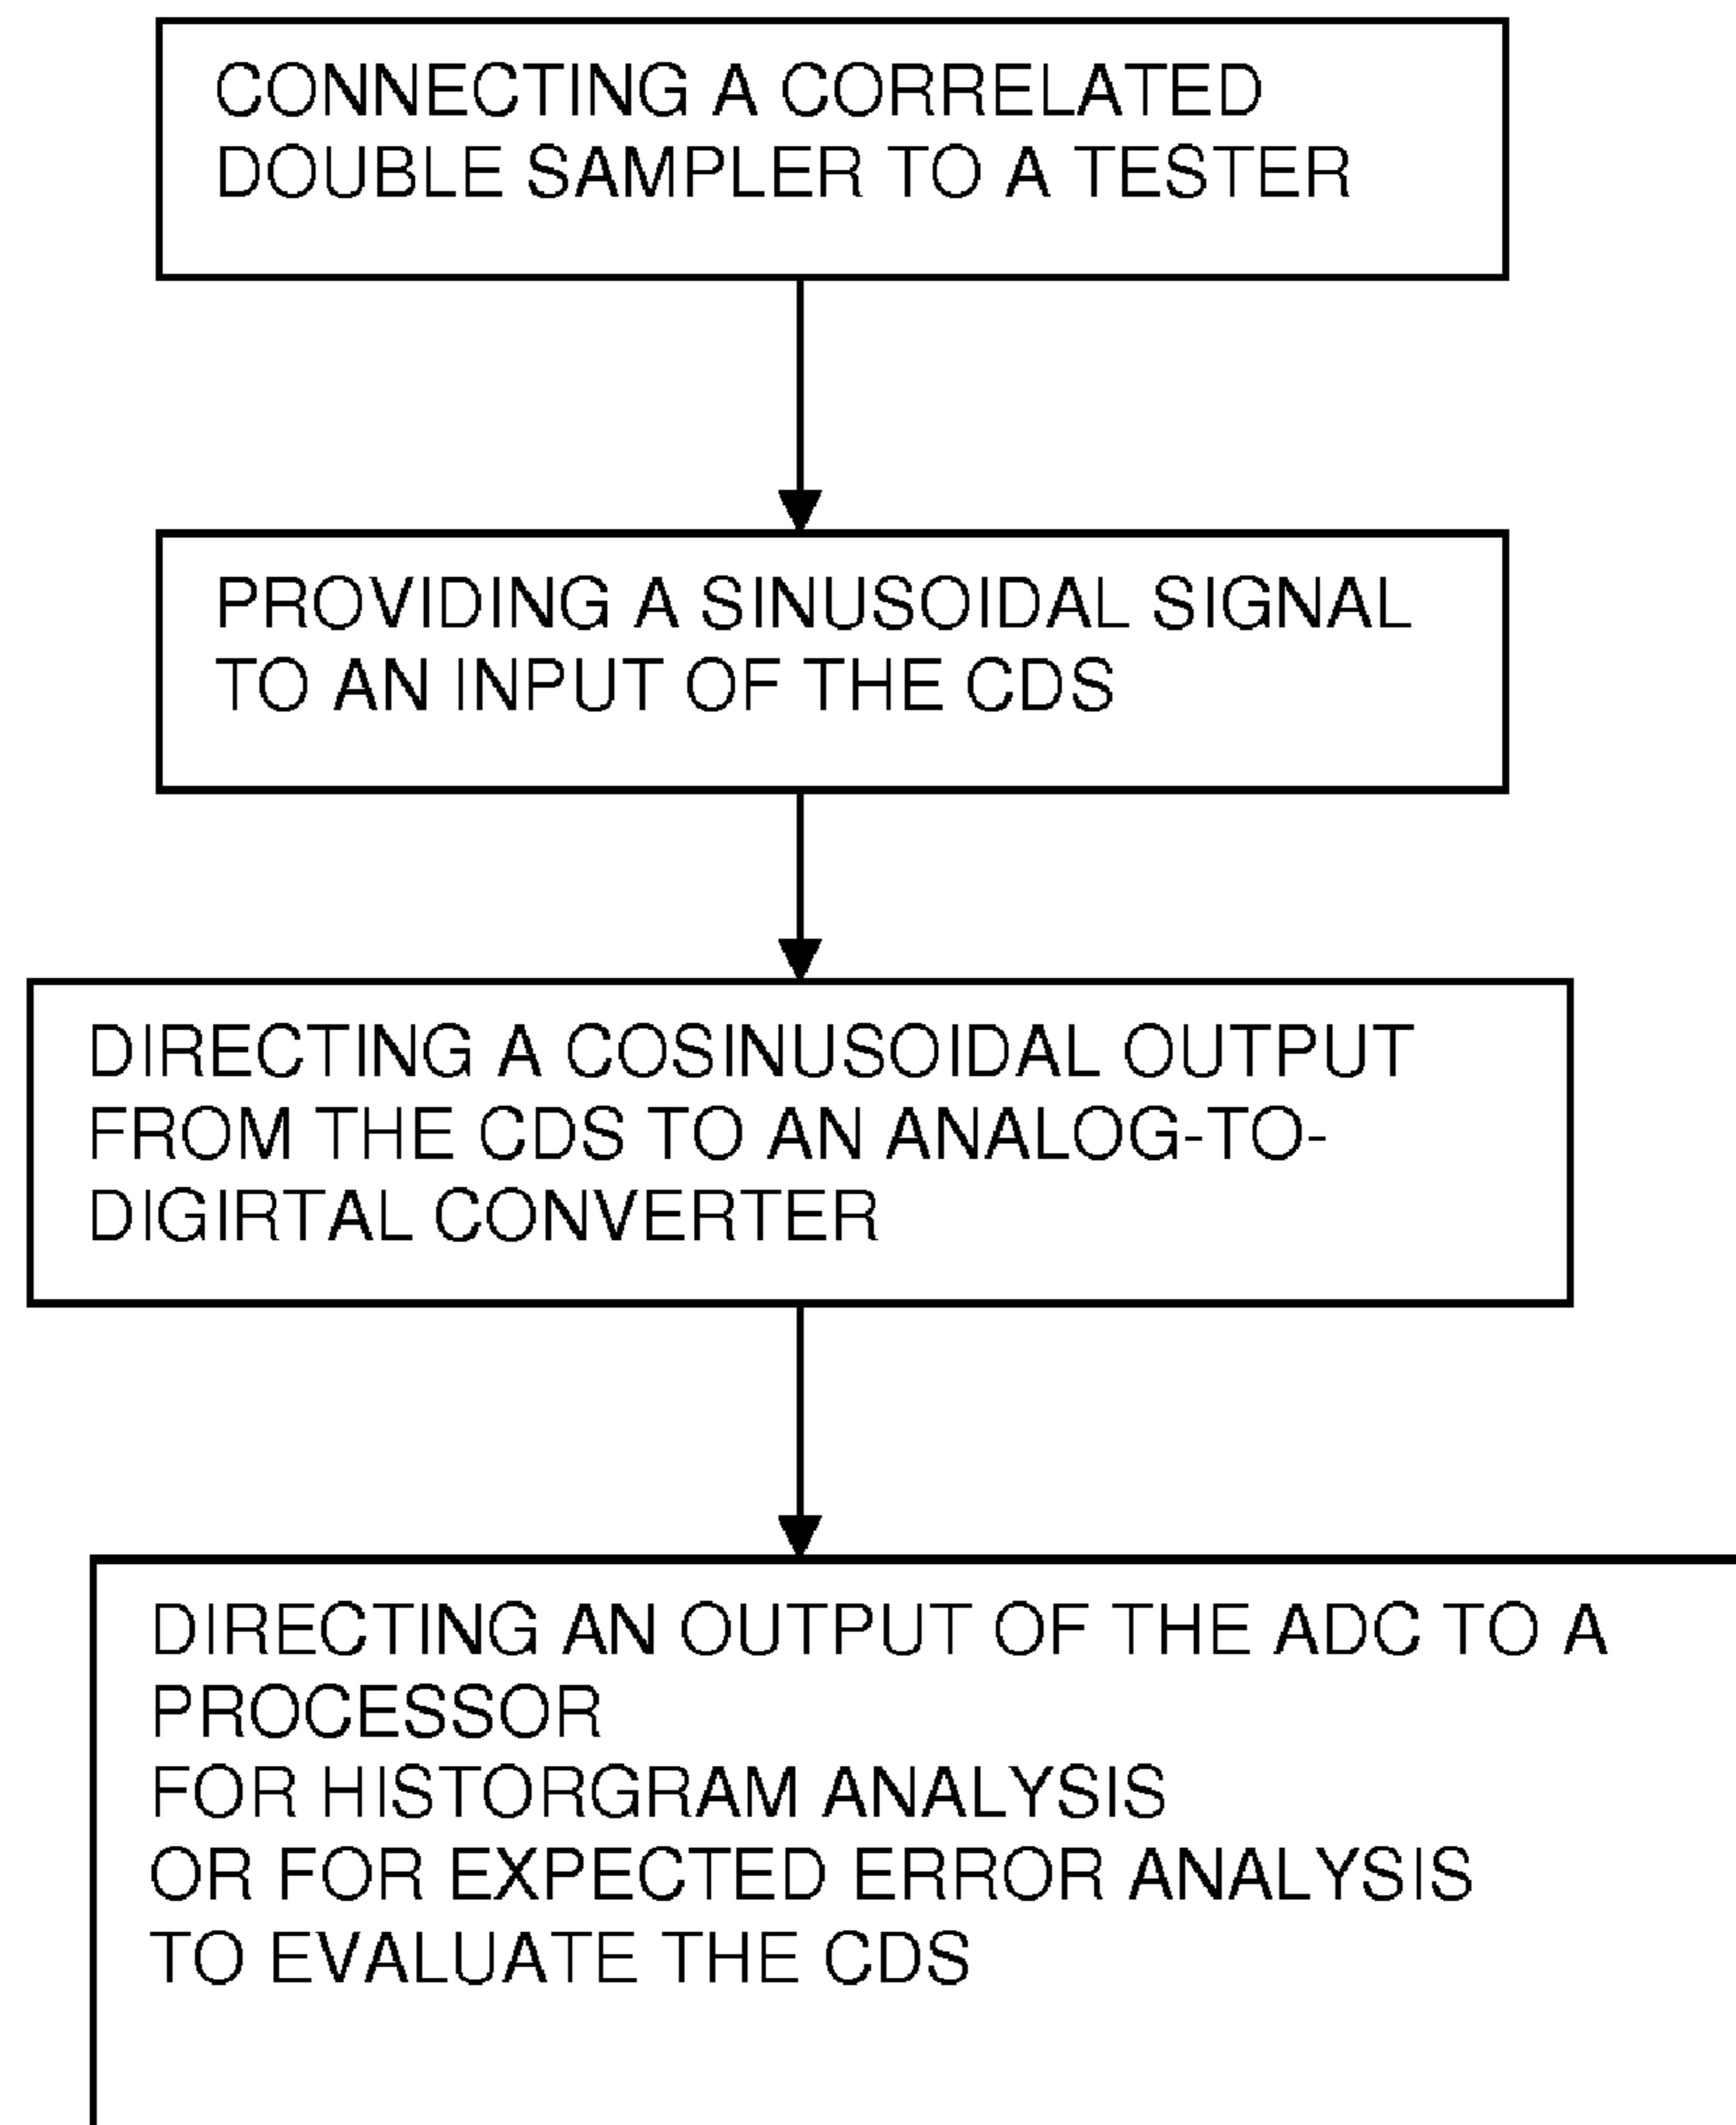 CONNECTING A CORRELATED
DOUBLE SAMPLER TO A TESTER
PROVIDING A SINUSOIDAL SIGNAL
TO AN INPUT OF THE CDS
DIRECTING A COSINUSOIDAL OUTPUT
FROM THE CDS TO AN ANALOG-TO-
DIGIRTAL CONVERTER
DIRECTING AN OUTPUT OF THE ADC TO A
PROCESSOR
FOR HISTORGRAM ANALYSIS
OR FOR EXPECTED ERROR ANALYSIS
TO EVALUATE THE CDS